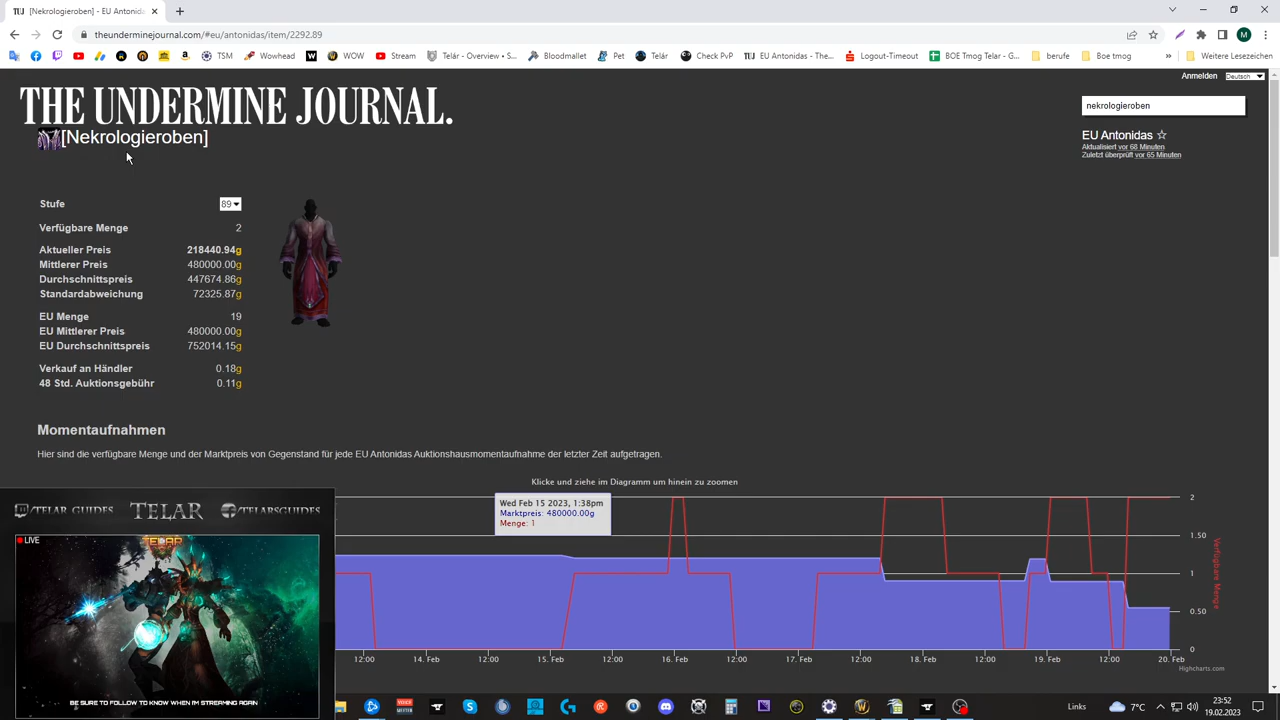 [Nekrologieroben] - EU Antonidas
theunderminejournal.com/#eu/antonidas/item/2292.89
TSM
Wowhead
WOW
Stream
Telár - Overview •...
Bloodmallet
Pet
Telár
Check PvP
EU Antonidas - The...
Logout-Timeout
BOE Tmog Telar - G...
berufe
Boe tmog
»
Weitere Lesezeichen
Anmelden
Deutsch
THE UNDERMINE JOURNAL.
nekrologieroben
[Nekrologieroben]
EU Antonidas ☆
Aktualisiert vor 68 Minuten
Zuletzt überprüft vor 65 Minuten
Stufe 89
Verfügbare Menge 2
Aktueller Preis 218440.94g
Mittlerer Preis 480000.00g
Durchschnittspreis 447674.86g
Standardabweichung 72325.87g
EU Menge 19
EU Mittlerer Preis 480000.00g
EU Durchschnittspreis 752014.15g
Verkauf an Händler 0.18g
48 Std. Auktionsgebühr 0.11g
Momentaufnahmen
Hier sind die verfügbare Menge und der Marktpreis von Gegenstand für jede EU Antonidas Auktionshausmomentaufnahme der letzter Zeit aufgetragen.
Klicke und ziehe im Diagramm um hinein zu zoomen
Wed Feb 15 2023, 1:38pm
Marktpreis: 480000.00g
Menge: 1
2
1.50
1
0.50
0
Verfügbare Menge
12:00 14. Feb 12:00 15. Feb 12:00 16. Feb 12:00 17. Feb 12:00 18. Feb 12:00 19. Feb 12:00 20. Feb
Highcharts.com
/TELAR GUIDES TELAR /TELARSGUIDES
LIVE
TELAR
BE SURE TO FOLLOW TO KNOW WHEN I'M STREAMING AGAIN
Links
7°C
23:52
19.02.2023